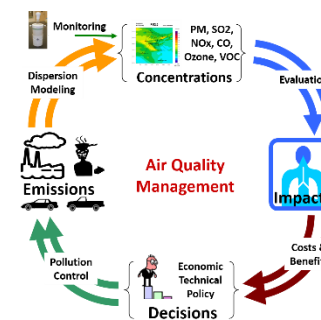 Monitoring
PM, SO2,
NOx, CO,
Ozone, VOC
Concentrations
Dispersion
Modeling
Evaluation
Air Quality
Management
Emissions
Impact
Costs &
Benefit
Pollution
Control
Economic
Technical
Policy
Decisions